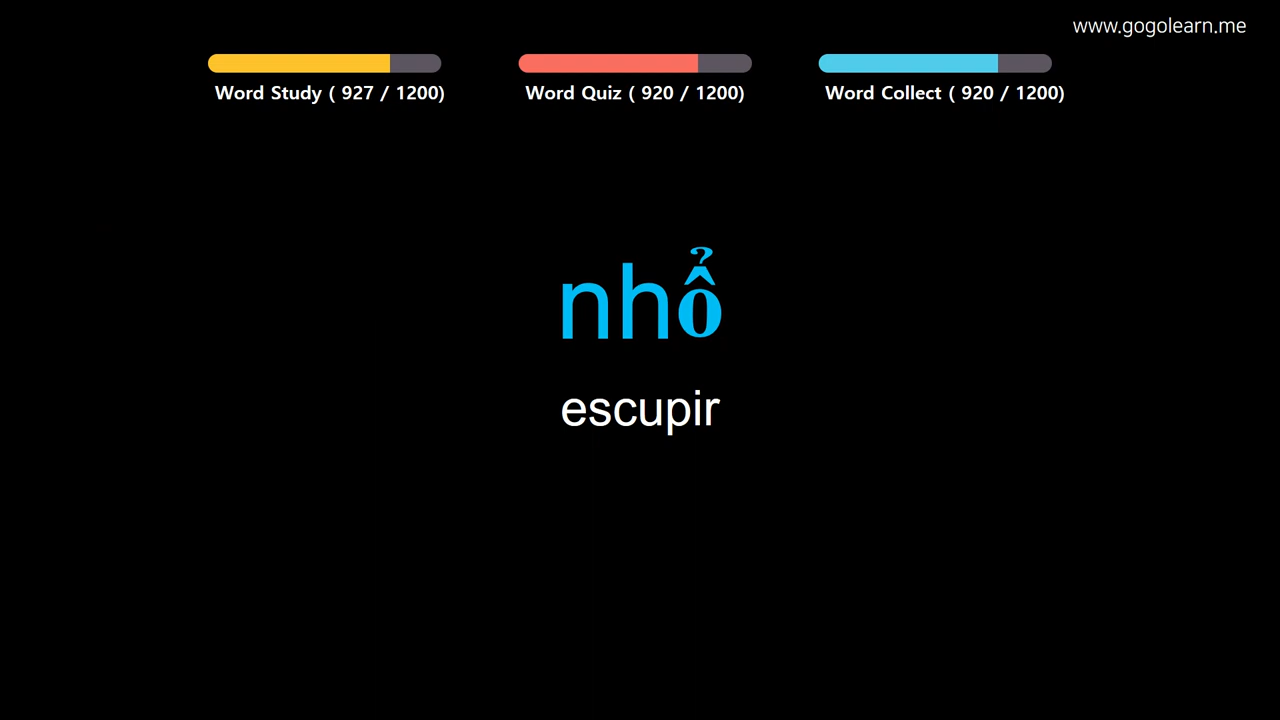 www.gogolearn.me
Word Study ( 927 / 1200)
Word Quiz ( 920 / 1200)
Word Collect ( 920 / 1200)
nhổ
escupir